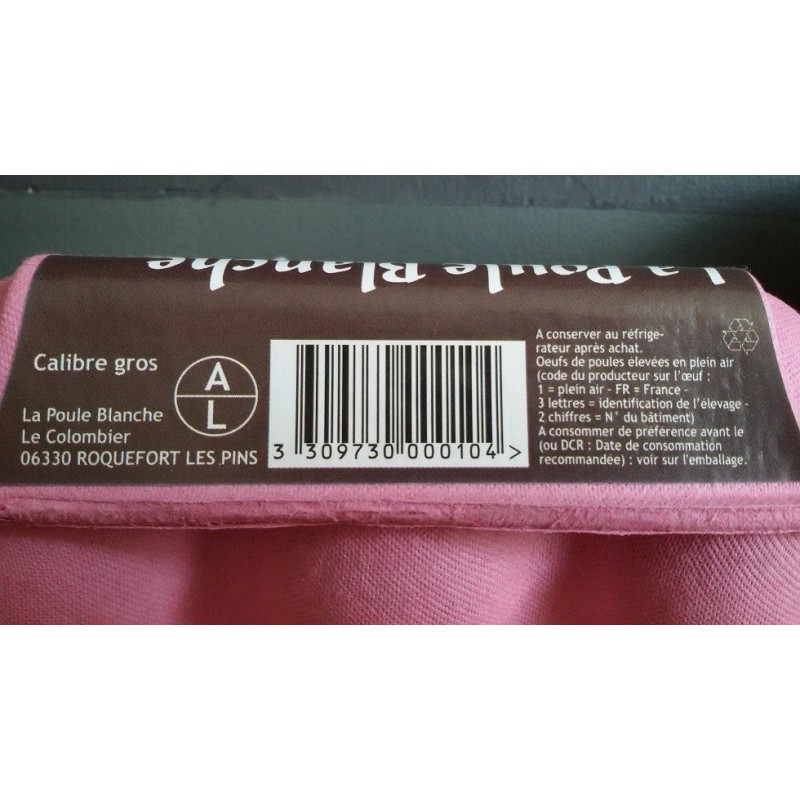 La Poule Blanche
Calibre gros
A
L
La Poule Blanche
Le Colombier
06330 ROQUEFORT LES PINS
3 309730 000104 >
A conserver au réfrige-
rateur après achat.
Oeufs de poules élevées en plein air
(code du producteur sur l'œuf :
1 = plein air - FR = France -
3 lettres = identification de l'élevage -
2 chiffres = N° du bâtiment)
A consommer de préférence avant le
(ou DCR : Date de consommation
recommandée) : voir sur l'emballage.